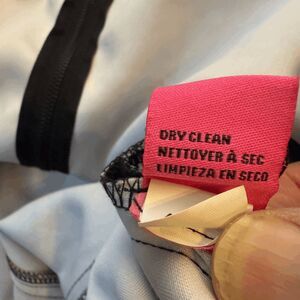 DRY CLEAN
NETTOYER À SEC
LIMPIEZA EN SECO